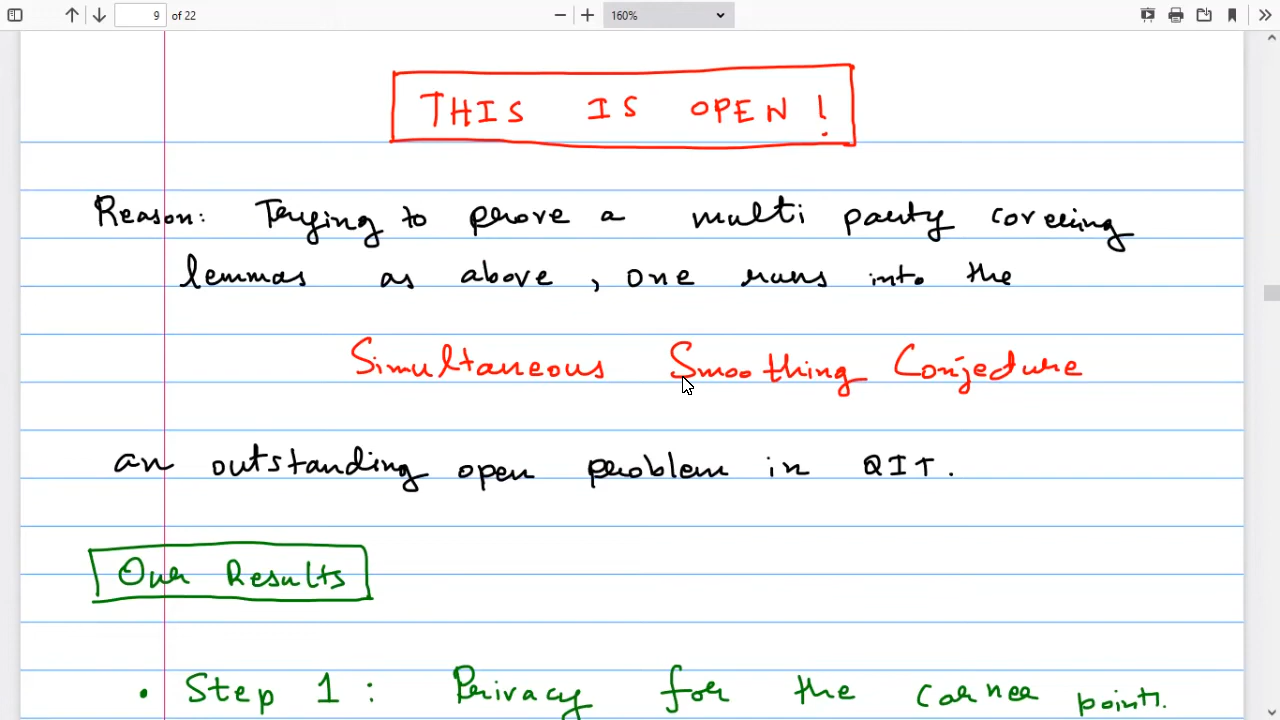 9 of 22
160%
THIS IS OPEN!
Reason: Trying to prove a multi party covering
lemmas as above, one runs into the
Simultaneous Smoothing Conjecture
an outstanding open problem in QIT.
Our Results
• Step 1: Privacy for the corner points.